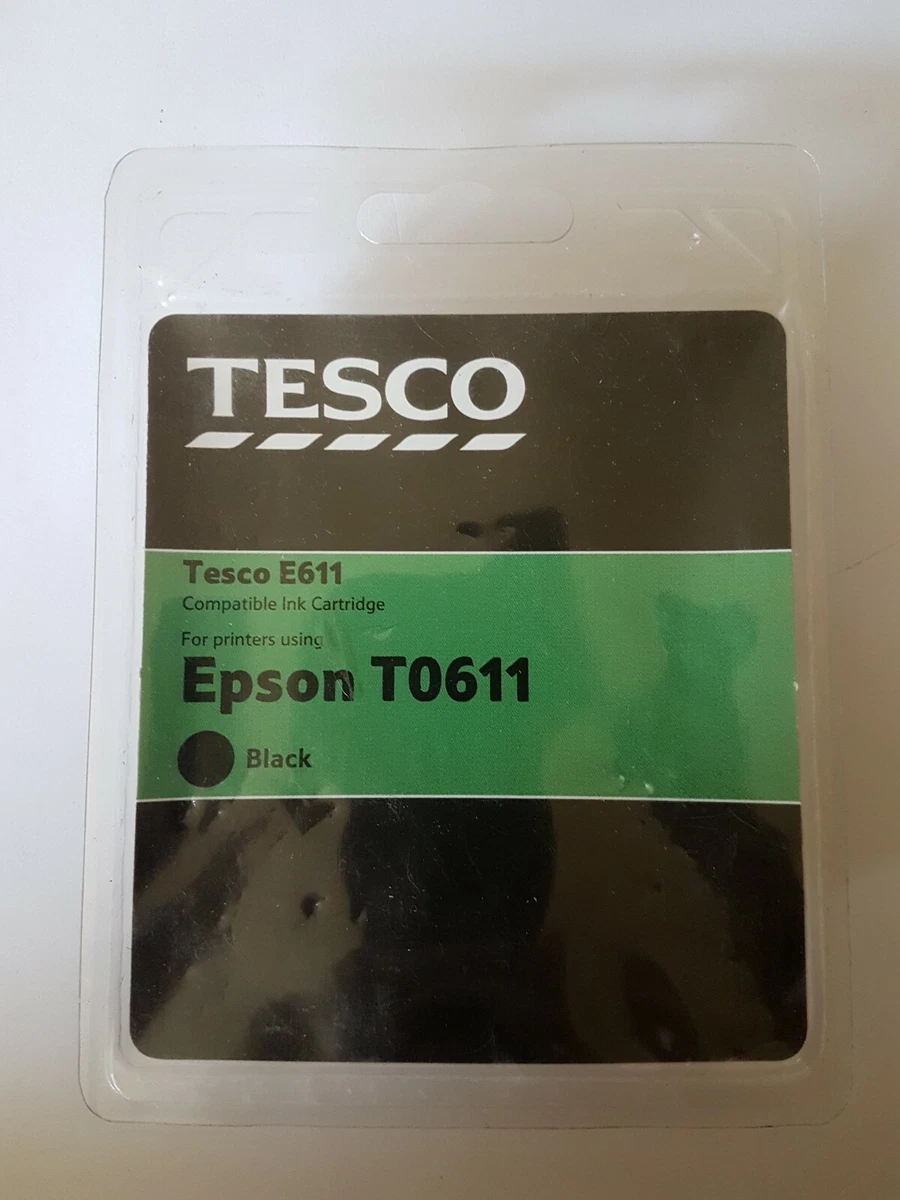 TESCO
Tesco E611
Compatible Ink Cartridge
For printers using
Epson T0611
Black